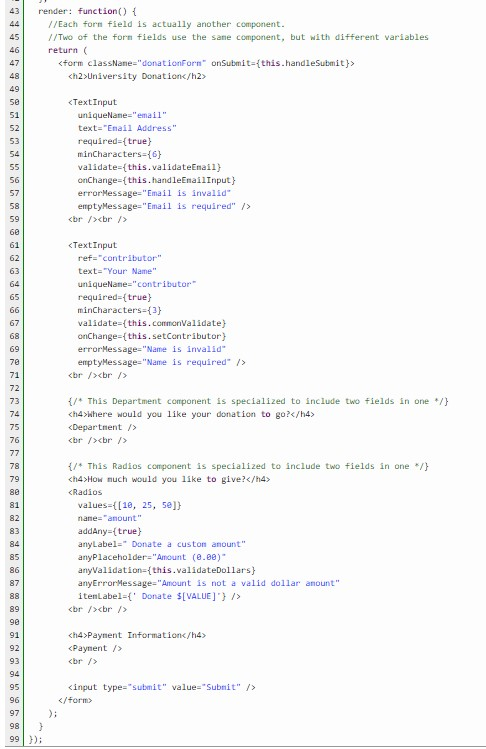 43 render: function() {
44 //Each form field is actually another component.
45 //Two of the form fields use the same component, but with different variables
46 return (
47 <form className="donationForm" onSubmit={this.handleSubmit}>
48 <h2>University Donation</h2>
49
50 <TextInput
51 uniqueName="email"
52 text="Email Address"
53 required={true}
54 minCharacters={6}
55 validate={this.validateEmail}
56 onChange={this.handleEmailInput}
57 errorMessage="Email is invalid"
58 emptyMessage="Email is required" />
59 <br /><br />
60
61 <TextInput
62 ref="contributor"
63 text="Your Name"
64 uniqueName="contributor"
65 required={true}
66 minCharacters={3}
67 validate={this.commonValidate}
68 onChange={this.setContributor}
69 errorMessage="Name is invalid"
70 emptyMessage="Name is required" />
71 <br /><br />
72
73 {/* This Department component is specialized to include two fields in one */}
74 <h4>Where would you like your donation to go?</h4>
75 <Department />
76 <br /><br />
77
78 {/* This Radios component is specialized to include two fields in one */}
79 <h4>How much would you like to give?</h4>
80 <Radios
81 values={[10, 25, 50]}
82 name="amount"
83 addAny={true}
84 anyLabel=" Donate a custom amount"
85 anyPlaceholder="Amount (0.00)"
86 anyValidation={this.validateDollars}
87 anyErrorMessage="Amount is not a valid dollar amount"
88 itemLabel={' Donate $[VALUE]'} />
89 <br /><br />
90
91 <h4>Payment Information</h4>
92 <Payment />
93 <br />
94
95 <input type="submit" value="Submit" />
96 </form>
97 );
98 }
99 });